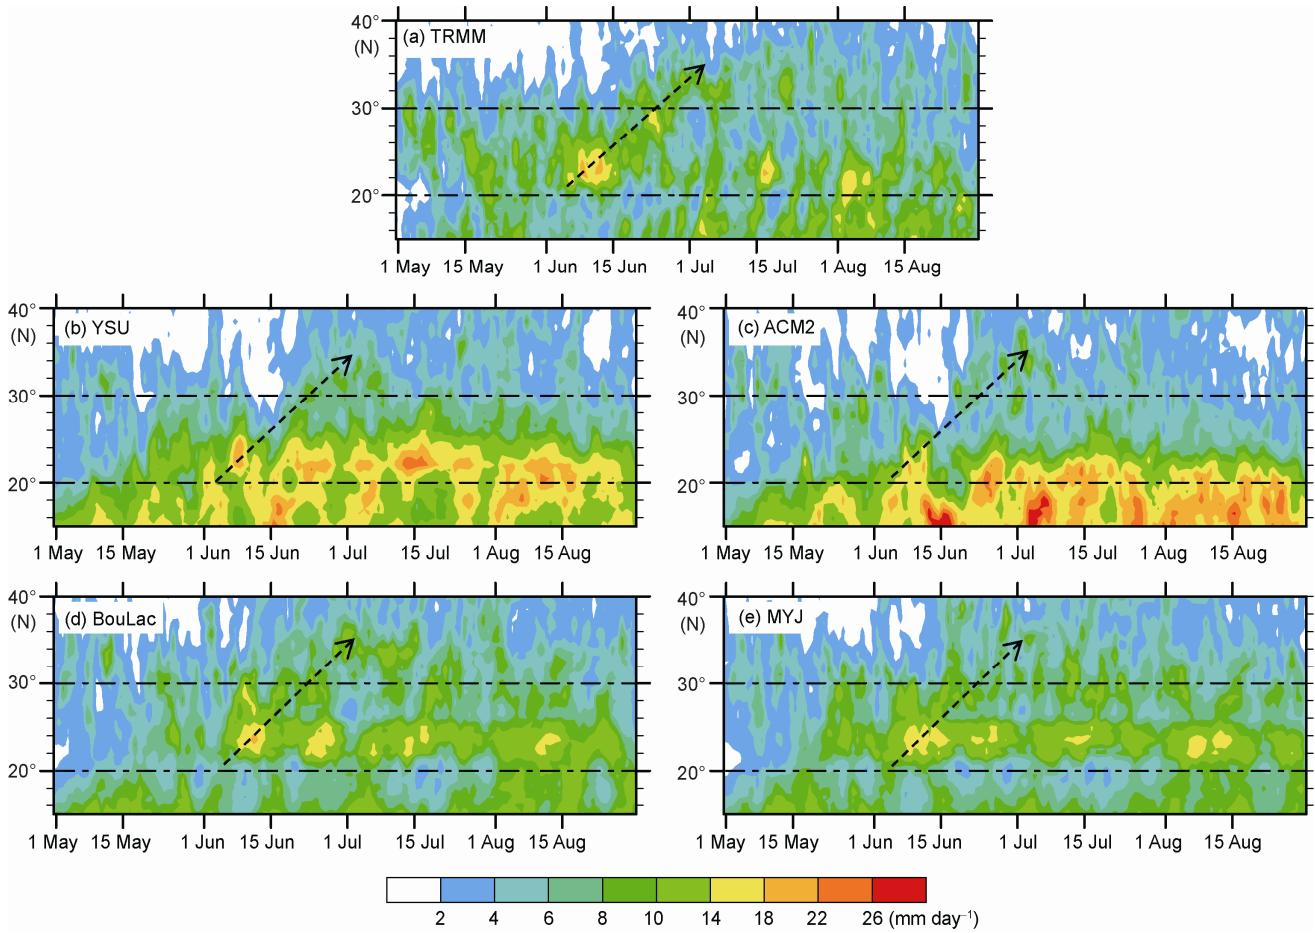 40°
(N)
(a) TRMM
30°
20°
1 May 15 May 1 Jun 15 Jun 1 Jul 15 Jul 1 Aug 15 Aug
40°
(N)
(b) YSU
30°
20°
1 May 15 May 1 Jun 15 Jun 1 Jul 15 Jul 1 Aug 15 Aug
40°
(N)
(c) ACM2
30°
20°
1 May 15 May 1 Jun 15 Jun 1 Jul 15 Jul 1 Aug 15 Aug
40°
(N)
(d) BouLac
30°
20°
1 May 15 May 1 Jun 15 Jun 1 Jul 15 Jul 1 Aug 15 Aug
40°
(N)
(e) MYJ
30°
20°
1 May 15 May 1 Jun 15 Jun 1 Jul 15 Jul 1 Aug 15 Aug
2 4 6 8 10 14 18 22 26 (mm day⁻¹)